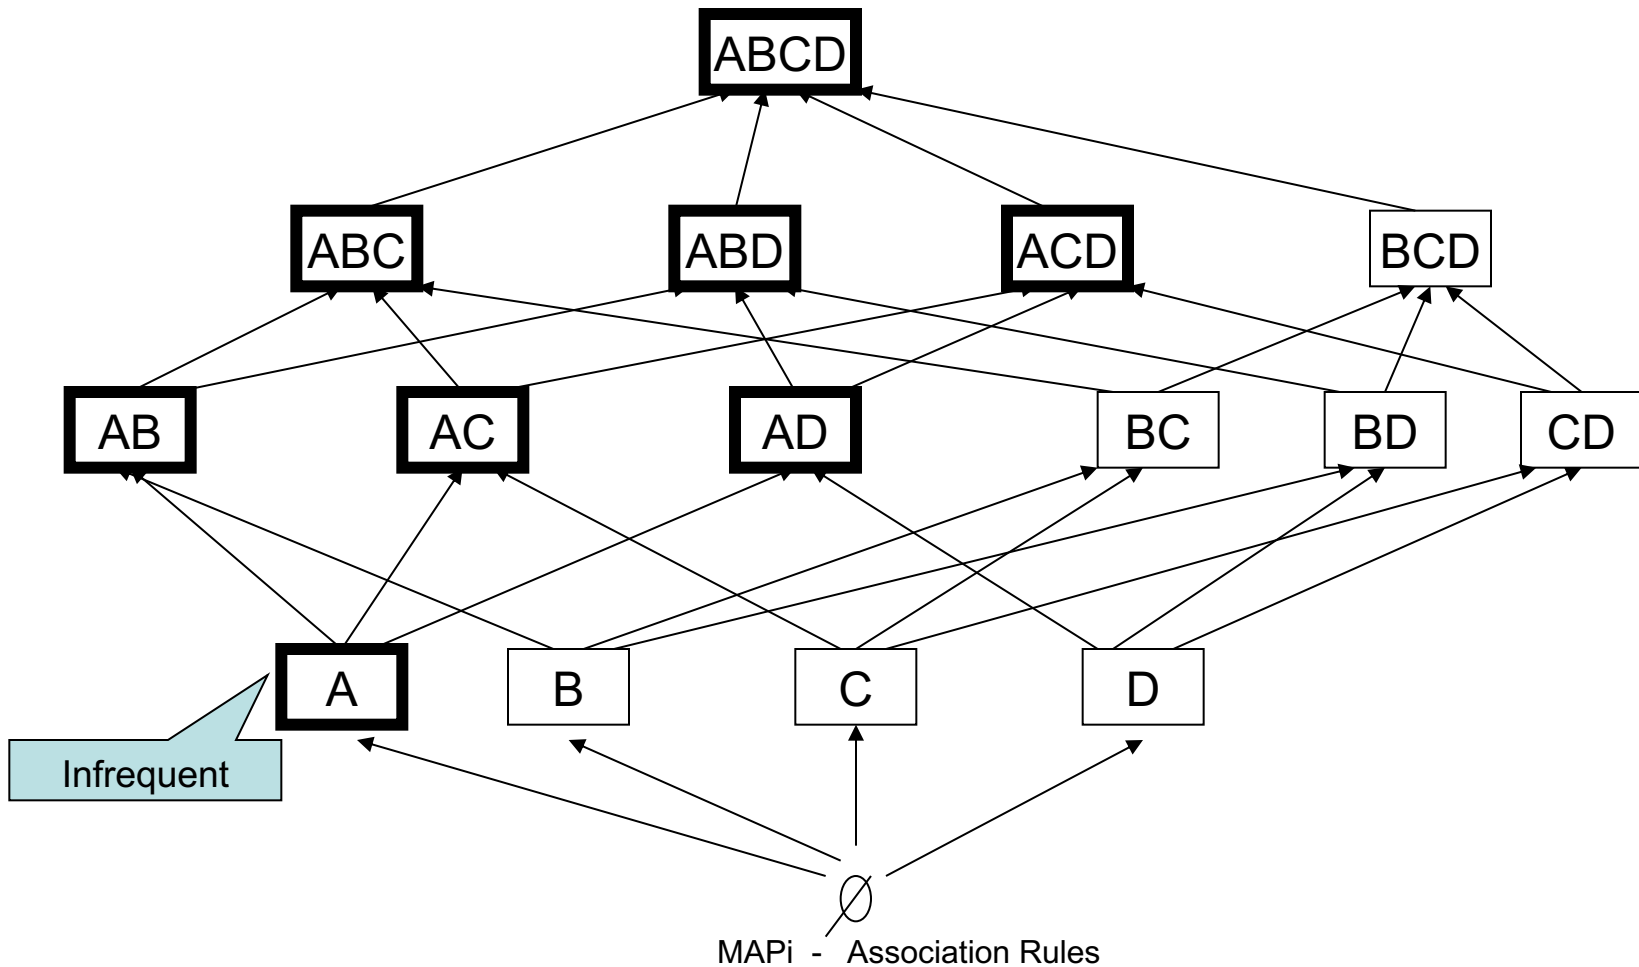 ABCD
ABC ABD ACD BCD
AB AC AD BC BD CD
A B C D
Infrequent
∅
MAPi - Association Rules